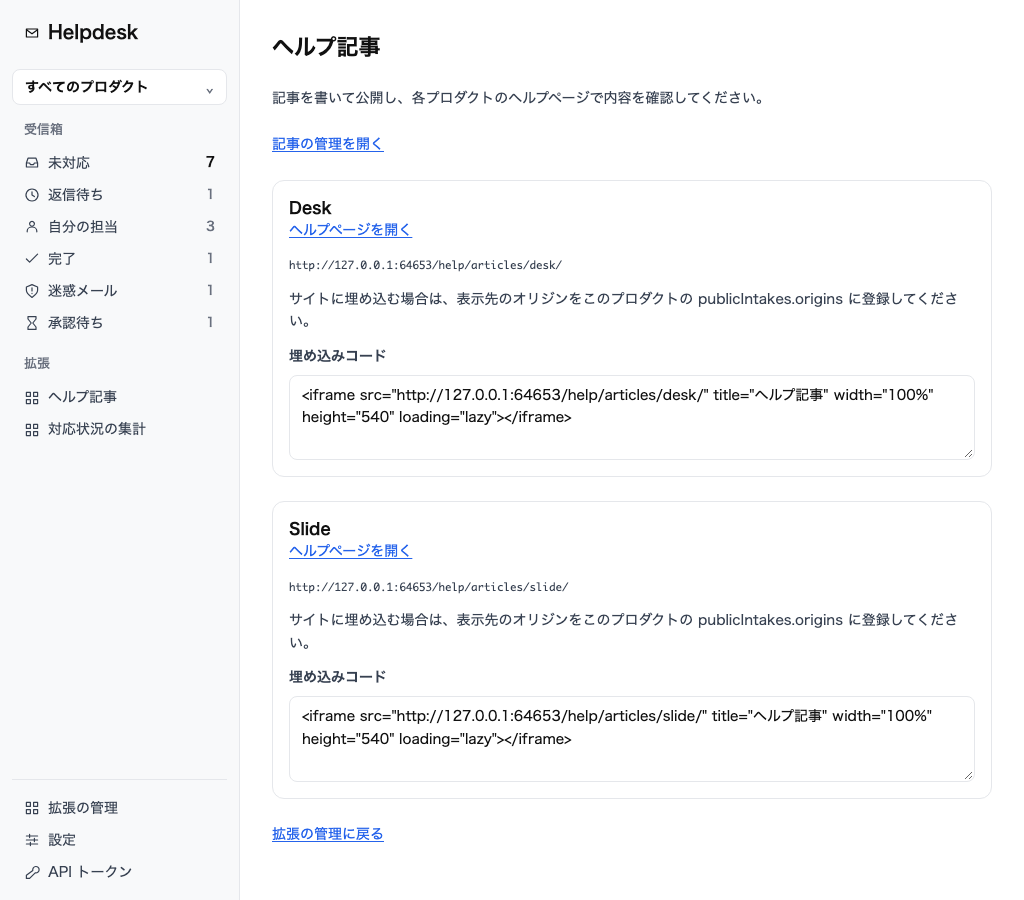 Helpdesk
すべてのプロダクト
受信箱
未対応 7
返信待ち 1
自分の担当 3
完了 1
迷惑メール 1
承認待ち 1
拡張
ヘルプ記事
対応状況の集計
拡張の管理
設定
API トークン
ヘルプ記事
記事を書いて公開し、各プロダクトのヘルプページで内容を確認してください。
記事の管理を開く
Desk
ヘルプページを開く
http://127.0.0.1:64653/help/articles/desk/
サイトに埋め込む場合は、表示先のオリジンをこのプロダクトの publicIntakes.origins に登録してくださ
い。
埋め込みコード
<iframe src="http://127.0.0.1:64653/help/articles/desk/" title="ヘルプ記事" width="100%"
height="540" loading="lazy"></iframe>
Slide
ヘルプページを開く
http://127.0.0.1:64653/help/articles/slide/
サイトに埋め込む場合は、表示先のオリジンをこのプロダクトの publicIntakes.origins に登録してくださ
い。
埋め込みコード
<iframe src="http://127.0.0.1:64653/help/articles/slide/" title="ヘルプ記事" width="100%"
height="540" loading="lazy"></iframe>
拡張の管理に戻る